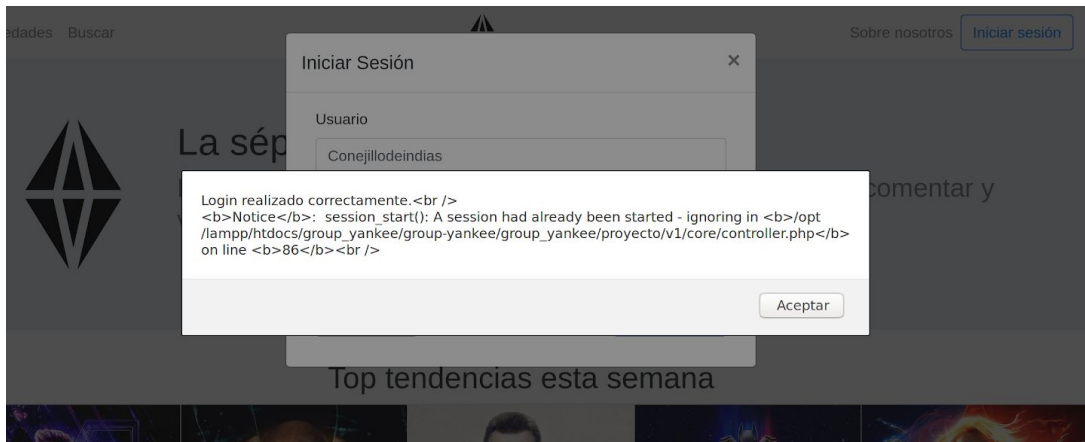 edades Buscar
Sobre nosotros Iniciar sesión
Iniciar Sesión ×
Usuario
Conejillodeindias
La sép
comentar y
Login realizado correctamente.<br />
<b>Notice</b>: session_start(): A session had already been started - ignoring in <b>/opt
/lampp/htdocs/group_yankee/group-yankee/group_yankee/proyecto/v1/core/controller.php</b>
on line <b>86</b><br />
Aceptar
Top tendencias esta semana